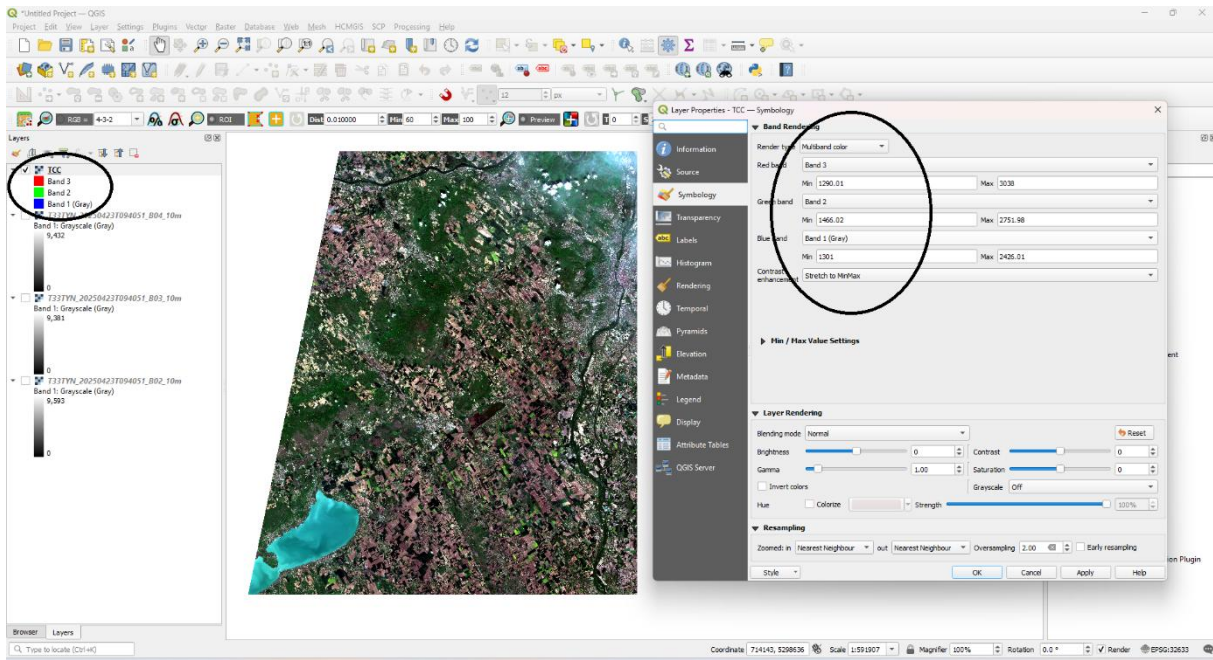 *Untitled Project — QGIS
Project Edit View Layer Settings Plugins Vector Raster Database Web Mesh HCMGIS SCP Processing Help
12 px
RGB = 4-3-2 ROI Dist 0.010000 Min 60 Max 100 Preview T 0 S
Layers
TCC
Band 3
Band 2
Band 1 (Gray)
T33TYN_20250423T094051_B04_10m
Band 1: Grayscale (Gray)
9,432
0
T33TYN_20250423T094051_B03_10m
Band 1: Grayscale (Gray)
9,381
0
T33TYN_20250423T094051_B02_10m
Band 1: Grayscale (Gray)
9,593
0
Browser Layers
Layer Properties - TCC — Symbology
Information
Source
Symbology
Transparency
Labels
Histogram
Rendering
Temporal
Pyramids
Elevation
Metadata
Legend
Display
Attribute Tables
QGIS Server
Band Rendering
Render type Multiband color
Red band Band 3
Min 1290.01 Max 3038
Green band Band 2
Min 1466.02 Max 2751.98
Blue band Band 1 (Gray)
Min 1301 Max 2426.01
Contrast enhancement Stretch to MinMax
Min / Max Value Settings
Layer Rendering
Blending mode Normal Reset
Brightness 0 Contrast 0
Gamma 1.00 Saturation 0
Invert colors Grayscale Off
Hue Colorize Strength 100%
Resampling
Zoomed: in Nearest Neighbour out Nearest Neighbour Oversampling 2.00 Early resampling
Style OK Cancel Apply Help
ent
ion Plugin
Type to locate (Ctrl+K) Coordinate 714143, 5298636 Scale 1:591907 Magnifier 100% Rotation 0.0 ° Render EPSG:32633